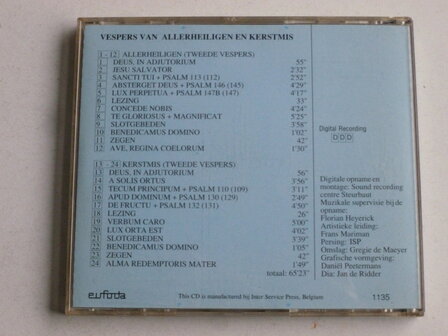 VESPERS VAN ALLERHEILIGEN EN KERSTMIS
1 - 12 ALLERHEILIGEN (TWEEDE VESPERS)
1 DEUS, IN ADJUTORIUM 55"
2 JESU SALVATOR 2'32"
3 SANCTI TUI + PSALM 113 (112) 2'52"
4 ABSTERGET DEUS + PSALM 146 (145) 4'29"
5 LUX PERPETUA + PSALM 147B (147) 4'17"
6 LEZING 33"
7 CONCEDE NOBIS 4'24"
8 TE GLORIOSUS + MAGNIFICAT 5'25"
9 SLOTGEBEDEN 3'58"
10 BENEDICAMUS DOMINO 1'02"
11 ZEGEN 42"
12 AVE, REGINA COELORUM 1'30"
13 - 24 KERSTMIS (TWEEDE VESPERS)
13 DEUS, IN ADJUTORIUM 56"
14 A SOLIS ORTUS 3'56"
15 TECUM PRINCIPIUM + PSALM 110 (109) 3'11"
16 APUD DOMINUM + PSALM 130 (129) 2'49"
17 DE FRUCTU + PSALM 132 (131) 4'50"
18 LEZING 26"
19 VERBUM CARO 5'00"
20 LUX ORTA EST 4'02"
21 SLOTGEBEDEN 3'39"
22 BENEDICAMUS DOMINO 1'05"
23 ZEGEN 42"
24 ALMA REDEMPTORIS MATER 1'49"
totaal: 65'23"
Digital Recording
DDD
Digitale opname en
montage: Sound recording
centre Steurbaut
Muzikale supervisie bij de
opname:
Florian Heyerick
Artistieke leiding:
Frans Mariman
Persing: ISP
Omslag: Gregie de Maeyer
Grafische vormgeving:
Daniël Peetermans
Dia: Jan de Ridder
eurforda
This CD is manufactured by Inter Service Press, Belgium
1135